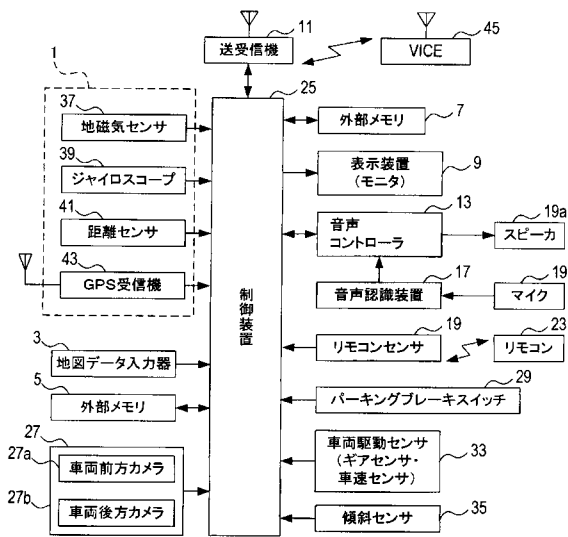 11
送受信機
45
VICE
1
25
37
地磁気センサ
39
ジャイロスコープ
41
距離センサ
43
GPS受信機
3
地図データ入力器
5
外部メモリ
27
27a
車両前方カメラ
27b
車両後方カメラ
制御装置
外部メモリ
7
表示装置
(モニタ)
9
音声
コントローラ
13
19a
スピーカ
音声認識装置
17
マイク
19
リモコンセンサ
19
リモコン
23
パーキングブレーキスイッチ
29
車両駆動センサ
(ギアセンサ・
車速センサ)
33
傾斜センサ
35